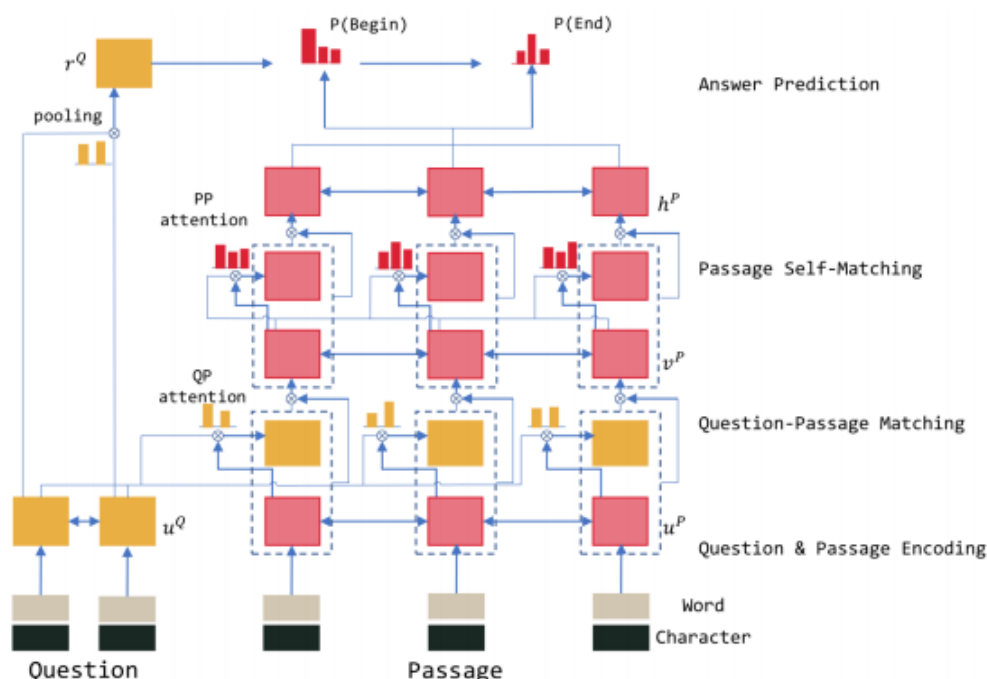 P(Begin)
P(End)
r^Q
Answer Prediction
pooling
PP
attention
h^P
Passage Self-Matching
v^P
QP
attention
Question-Passage Matching
u^Q
u^P
Question & Passage Encoding
Word
Character
Question
Passage